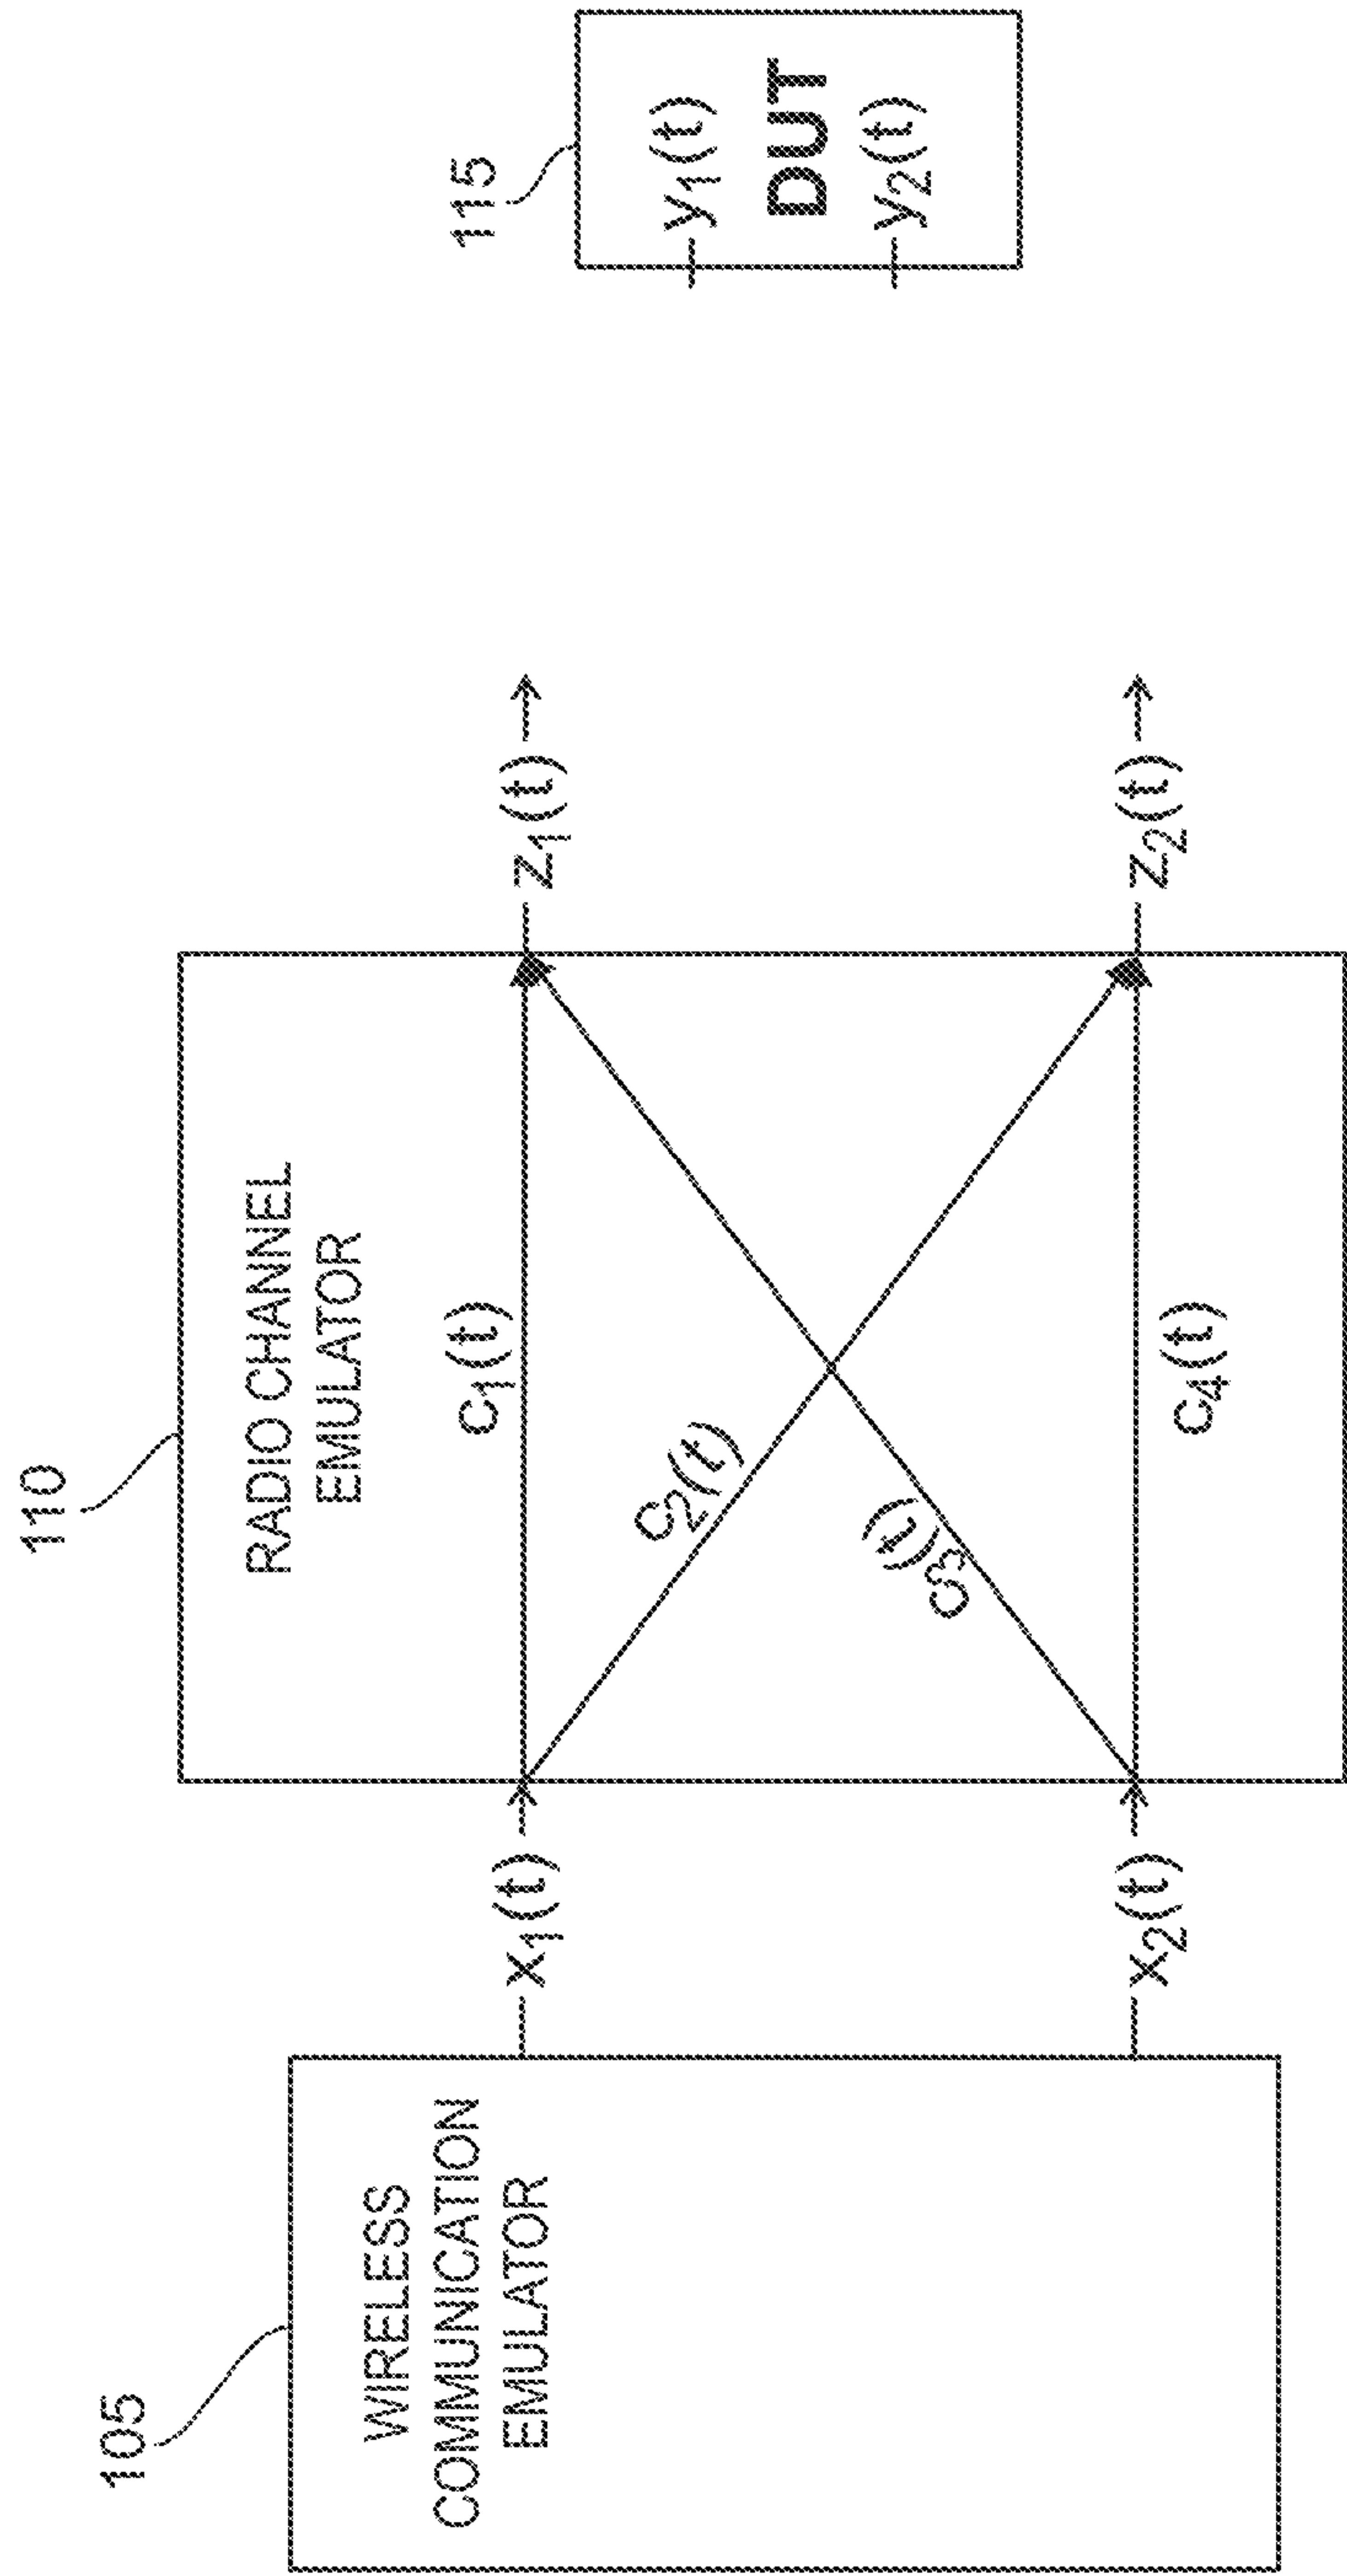 105
WIRELESS
COMMUNICATION
EMULATOR
x1(t)
x2(t)
110
RADIO CHANNEL
EMULATOR
c1(t)
c2(t)
c3(t)
c4(t)
z1(t)
z2(t)
115
y1(t)
DUT
y2(t)